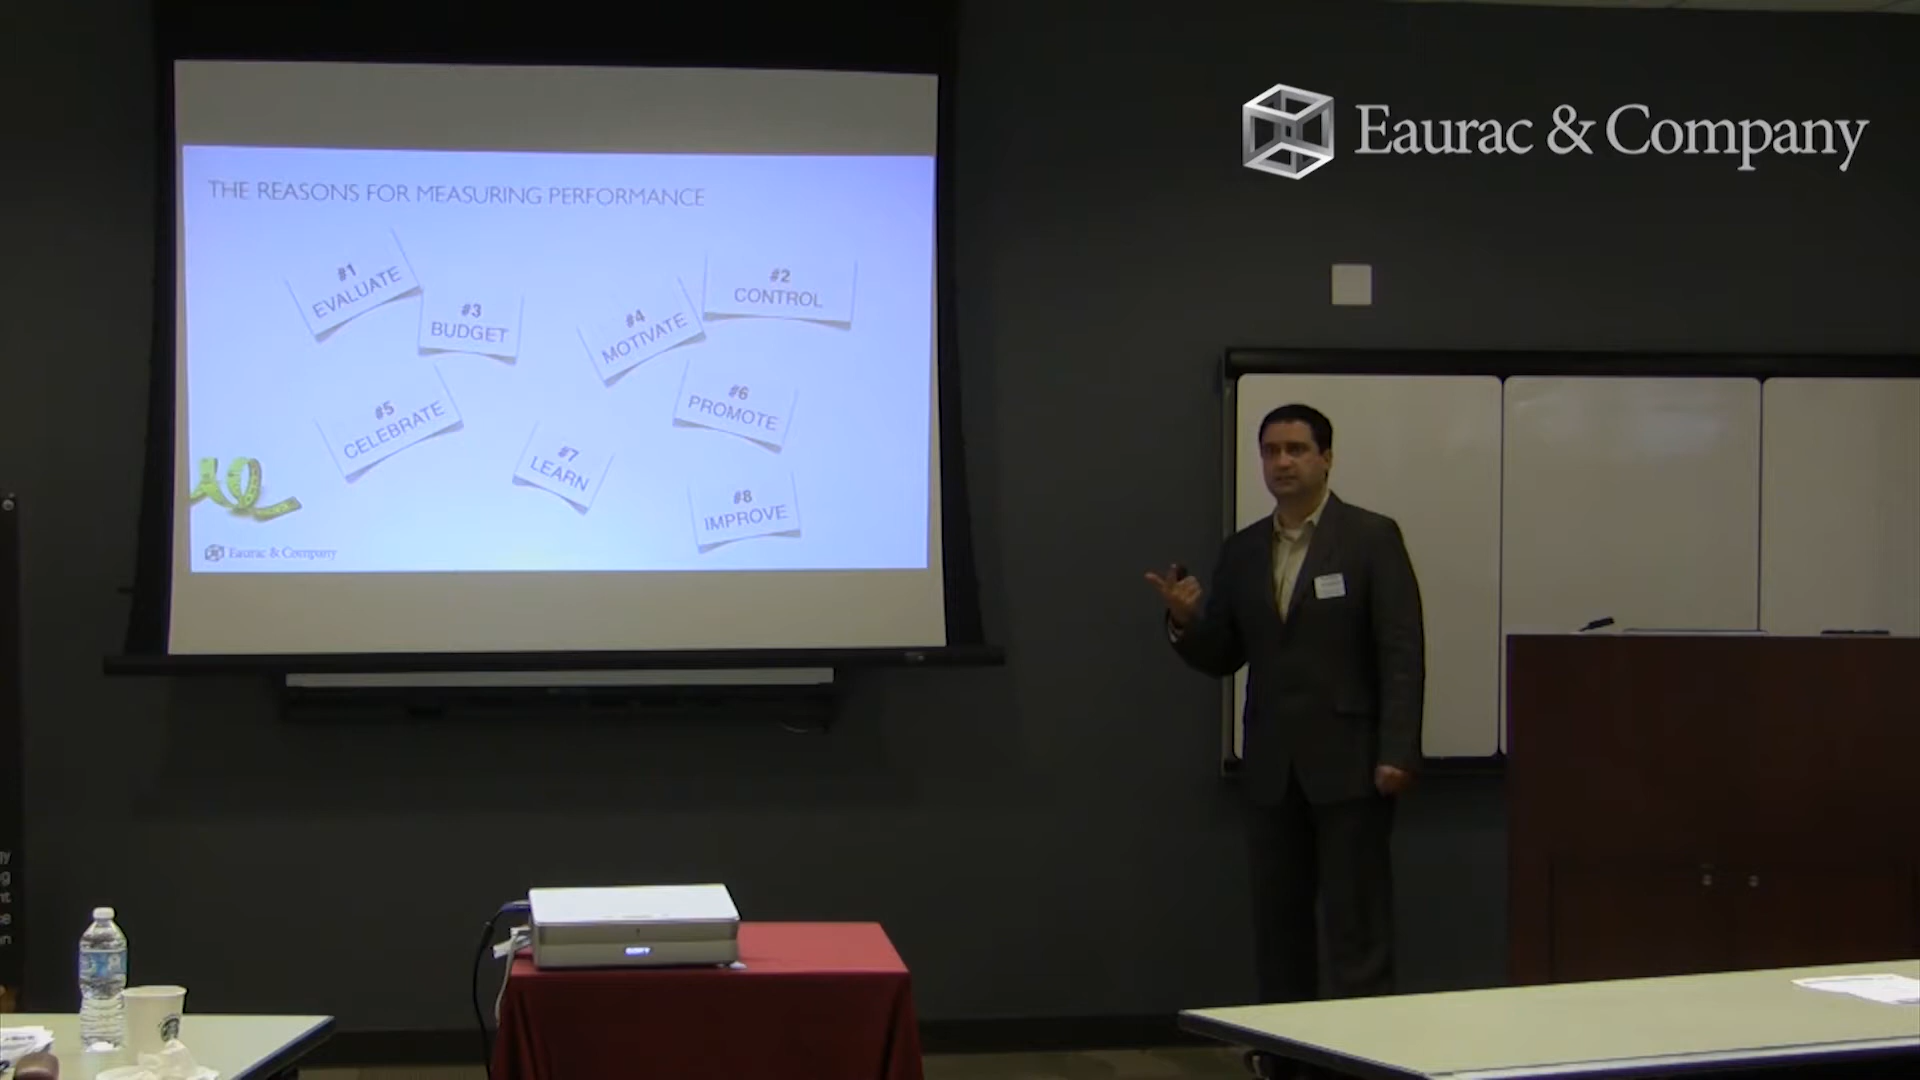 Eaurac & Company
THE REASONS FOR MEASURING PERFORMANCE
#1
EVALUATE
#2
CONTROL
#3
BUDGET
#4
MOTIVATE
#5
CELEBRATE
#6
PROMOTE
#7
LEARN
#8
IMPROVE
Eaurac & Company
SONY